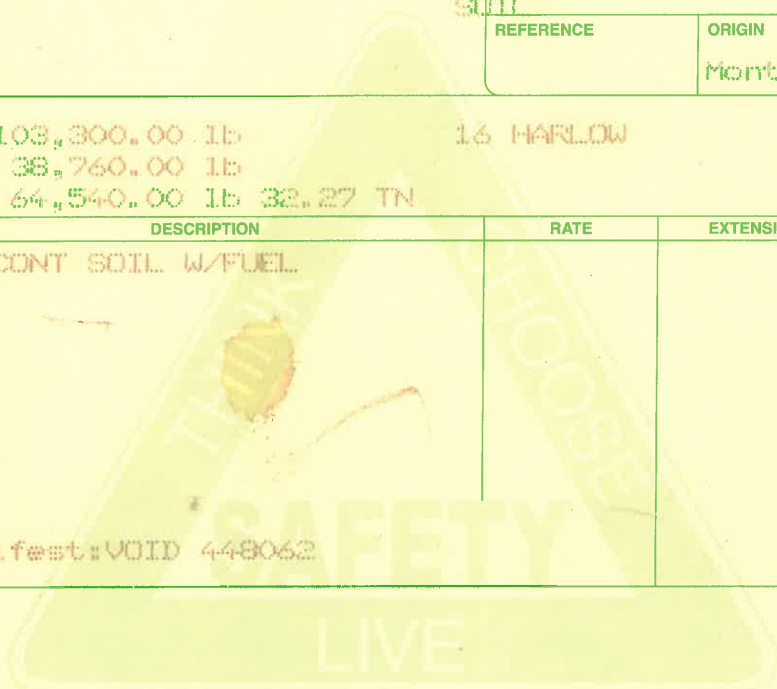 REFERENCE ORIGIN
103,300.00 lb 16 HARLOW
38,760.00 lb
64,540.00 lb 32.27 TN
DESCRIPTION RATE EXTENSI
CONT SOIL W/FUEL
THINK CHOOSE
SAFETY
fest:VOID 448062
LIVE